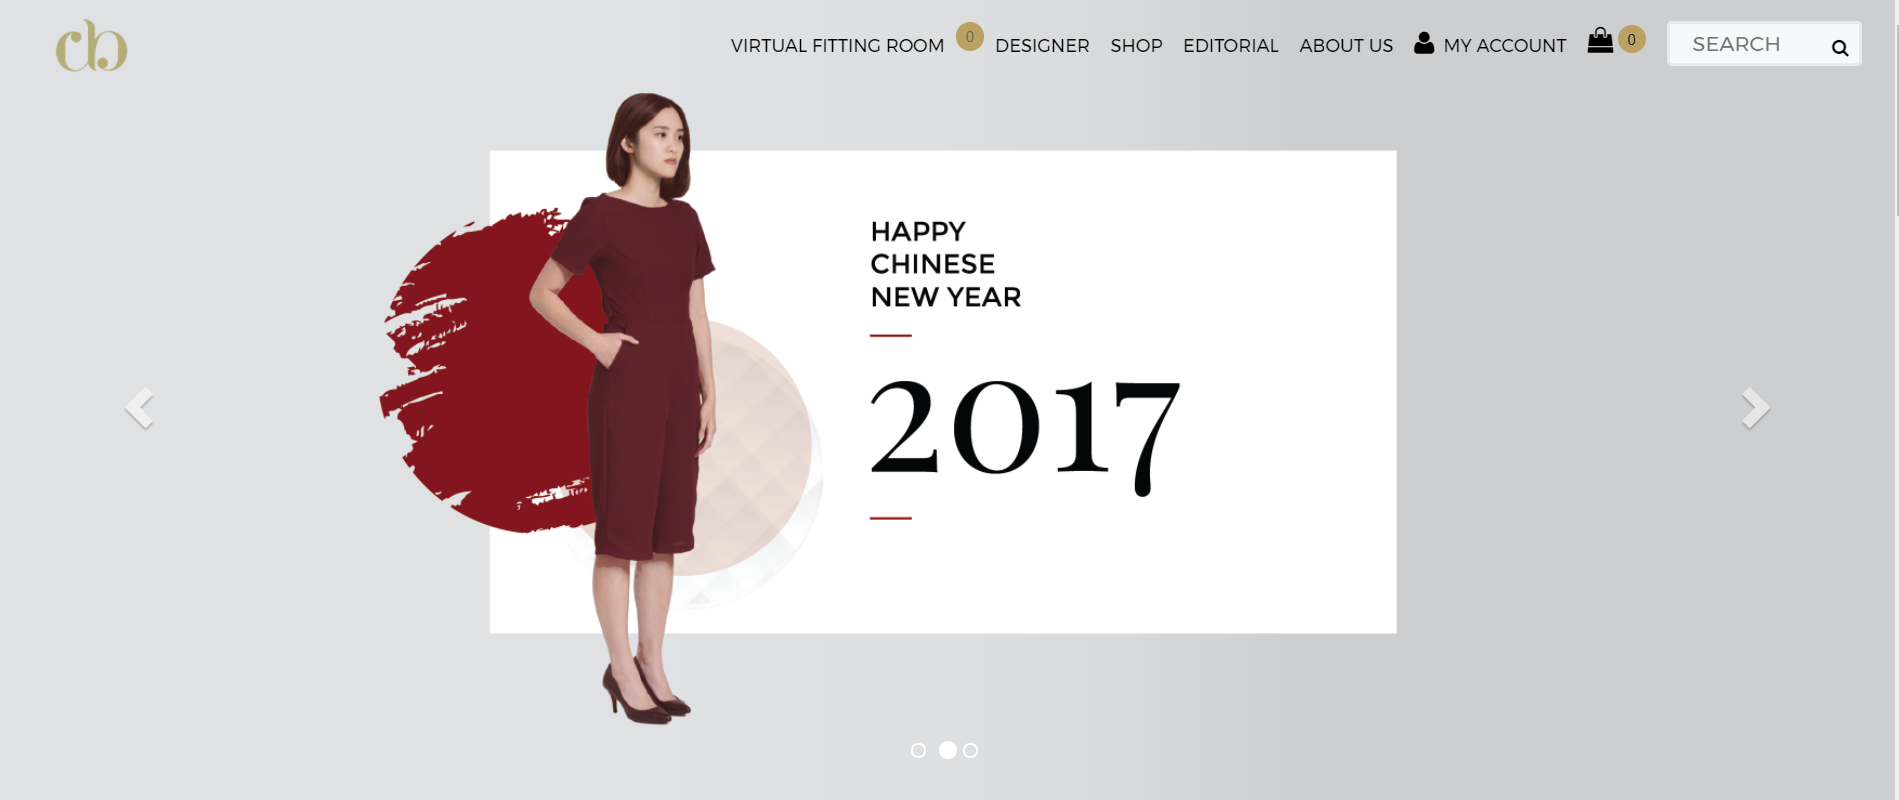 cb
VIRTUAL FITTING ROOM 0 DESIGNER SHOP EDITORIAL ABOUT US MY ACCOUNT 0 SEARCH
HAPPY
CHINESE
NEW YEAR
2017